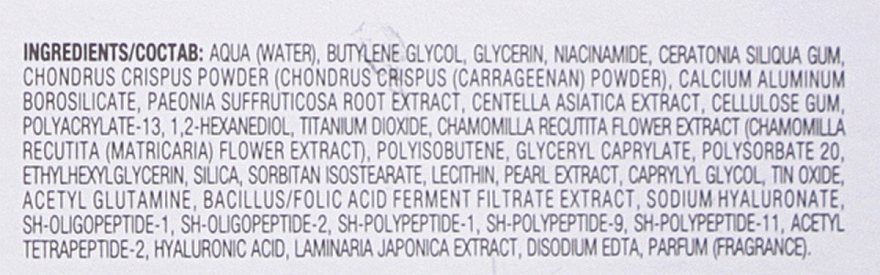 INGREDIENTS/СОСТАВ: AQUA (WATER), BUTYLENE GLYCOL, GLYCERIN, NIACINAMIDE, CERATONIA SILIQUA GUM,
CHONDRUS CRISPUS POWDER (CHONDRUS CRISPUS (CARRAGEENAN) POWDER), CALCIUM ALUMINUM
BOROSILICATE, PAEONIA SUFFRUTICOSA ROOT EXTRACT, CENTELLA ASIATICA EXTRACT, CELLULOSE GUM,
POLYACRYLATE-13, 1,2-HEXANEDIOL, TITANIUM DIOXIDE, CHAMOMILLA RECUTITA FLOWER EXTRACT (CHAMOMILLA
RECUTITA (MATRICARIA) FLOWER EXTRACT), POLYISOBUTENE, GLYCERYL CAPRYLATE, POLYSORBATE 20,
ETHYLHEXYLGLYCERIN, SILICA, SORBITAN ISOSTEARATE, LECITHIN, PEARL EXTRACT, CAPRYLYL GLYCOL, TIN OXIDE,
ACETYL GLUTAMINE, BACILLUS/FOLIC ACID FERMENT FILTRATE EXTRACT, SODIUM HYALURONATE,
SH-OLIGOPEPTIDE-1, SH-OLIGOPEPTIDE-2, SH-POLYPEPTIDE-1, SH-POLYPEPTIDE-9, SH-POLYPEPTIDE-11, ACETYL
TETRAPEPTIDE-2, HYALURONIC ACID, LAMINARIA JAPONICA EXTRACT, DISODIUM EDTA, PARFUM (FRAGRANCE).